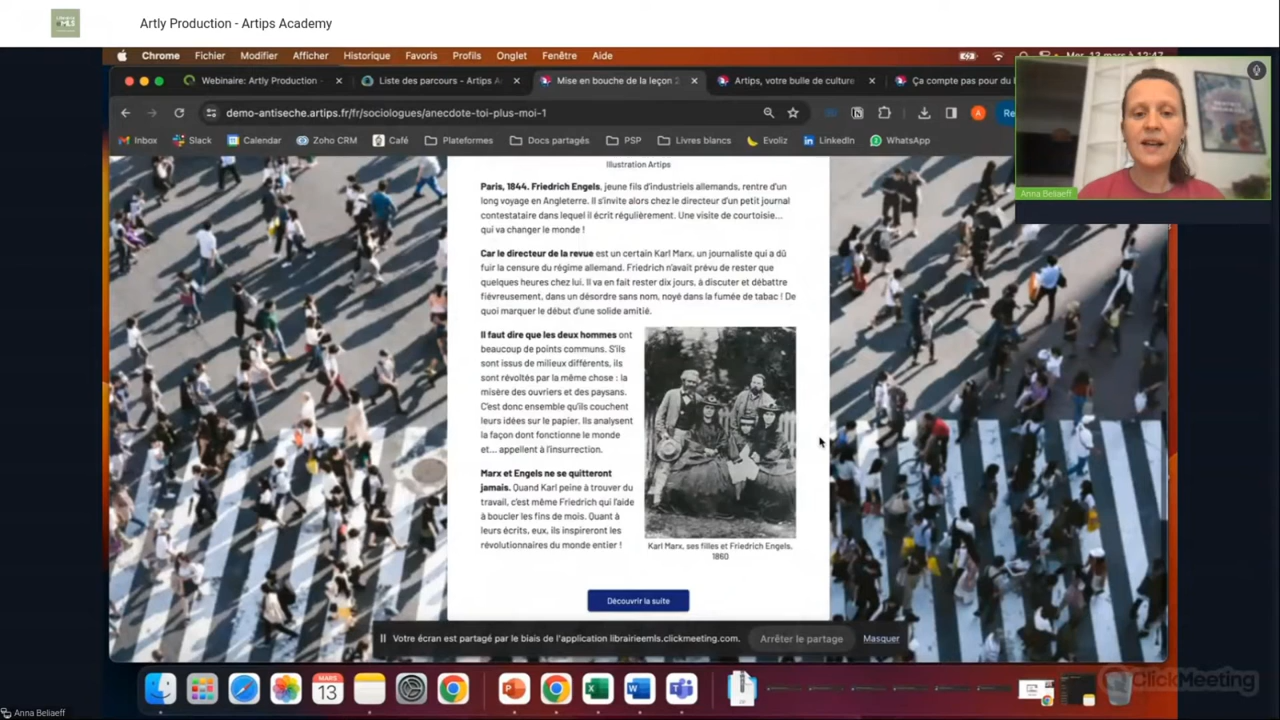 Artly Production - Artips Academy
Chrome Fichier Modifier Afficher Historique Favoris Profils Onglet Fenêtre Aide
Mer. 13 mars à 12:47
Webinaire: Artly Production -
Liste des parcours - Artips A
Mise en bouche de la leçon 2
Artips, votre bulle de culture
Ça compte pas pour du
demo-antiseche.artips.fr/fr/sociologues/anecdote-toi-plus-moi-1
Inbox Slack Calendar Zoho CRM Café Plateformes Docs partagés PSP Livres blancs Evoliz LinkedIn WhatsApp
Anna Beliaeff
Illustration Artips
Paris, 1844. Friedrich Engels, jeune fils d'industriels allemands, rentre d'un
long voyage en Angleterre. Il s'invite alors chez le directeur d'un petit journal
contestataire dans lequel il écrit régulièrement. Une visite de courtoisie...
qui va changer le monde !
Car le directeur de la revue est un certain Karl Marx, un journaliste qui a dû
fuir la censure du régime allemand. Friedrich n'avait prévu de rester que
quelques heures chez lui. Il va en fait rester dix jours, à discuter et débattre
fiévreusement, dans un désordre sans nom, noyé dans la fumée de tabac ! De
quoi marquer le début d'une solide amitié.
Il faut dire que les deux hommes ont
beaucoup de points communs. S'ils
sont issus de milieux différents, ils
sont révoltés par la même chose : la
misère des ouvriers et des paysans.
C'est donc ensemble qu'ils couchent
leurs idées sur le papier. Ils analysent
la façon dont fonctionne le monde
et... appellent à l'insurrection.
Marx et Engels ne se quitteront
jamais. Quand Karl peine à trouver du
travail, c'est même Friedrich qui l'aide
à boucler les fins de mois. Quant à
leurs écrits, eux, ils inspireront les
révolutionnaires du monde entier !
Karl Marx, ses filles et Friedrich Engels,
1860
Découvrir la suite
Votre écran est partagé par le biais de l'application librairieemls.clickmeeting.com.
Arrêter le partage
Masquer
MARS
13
ClickMeeting
Anna Beliaeff